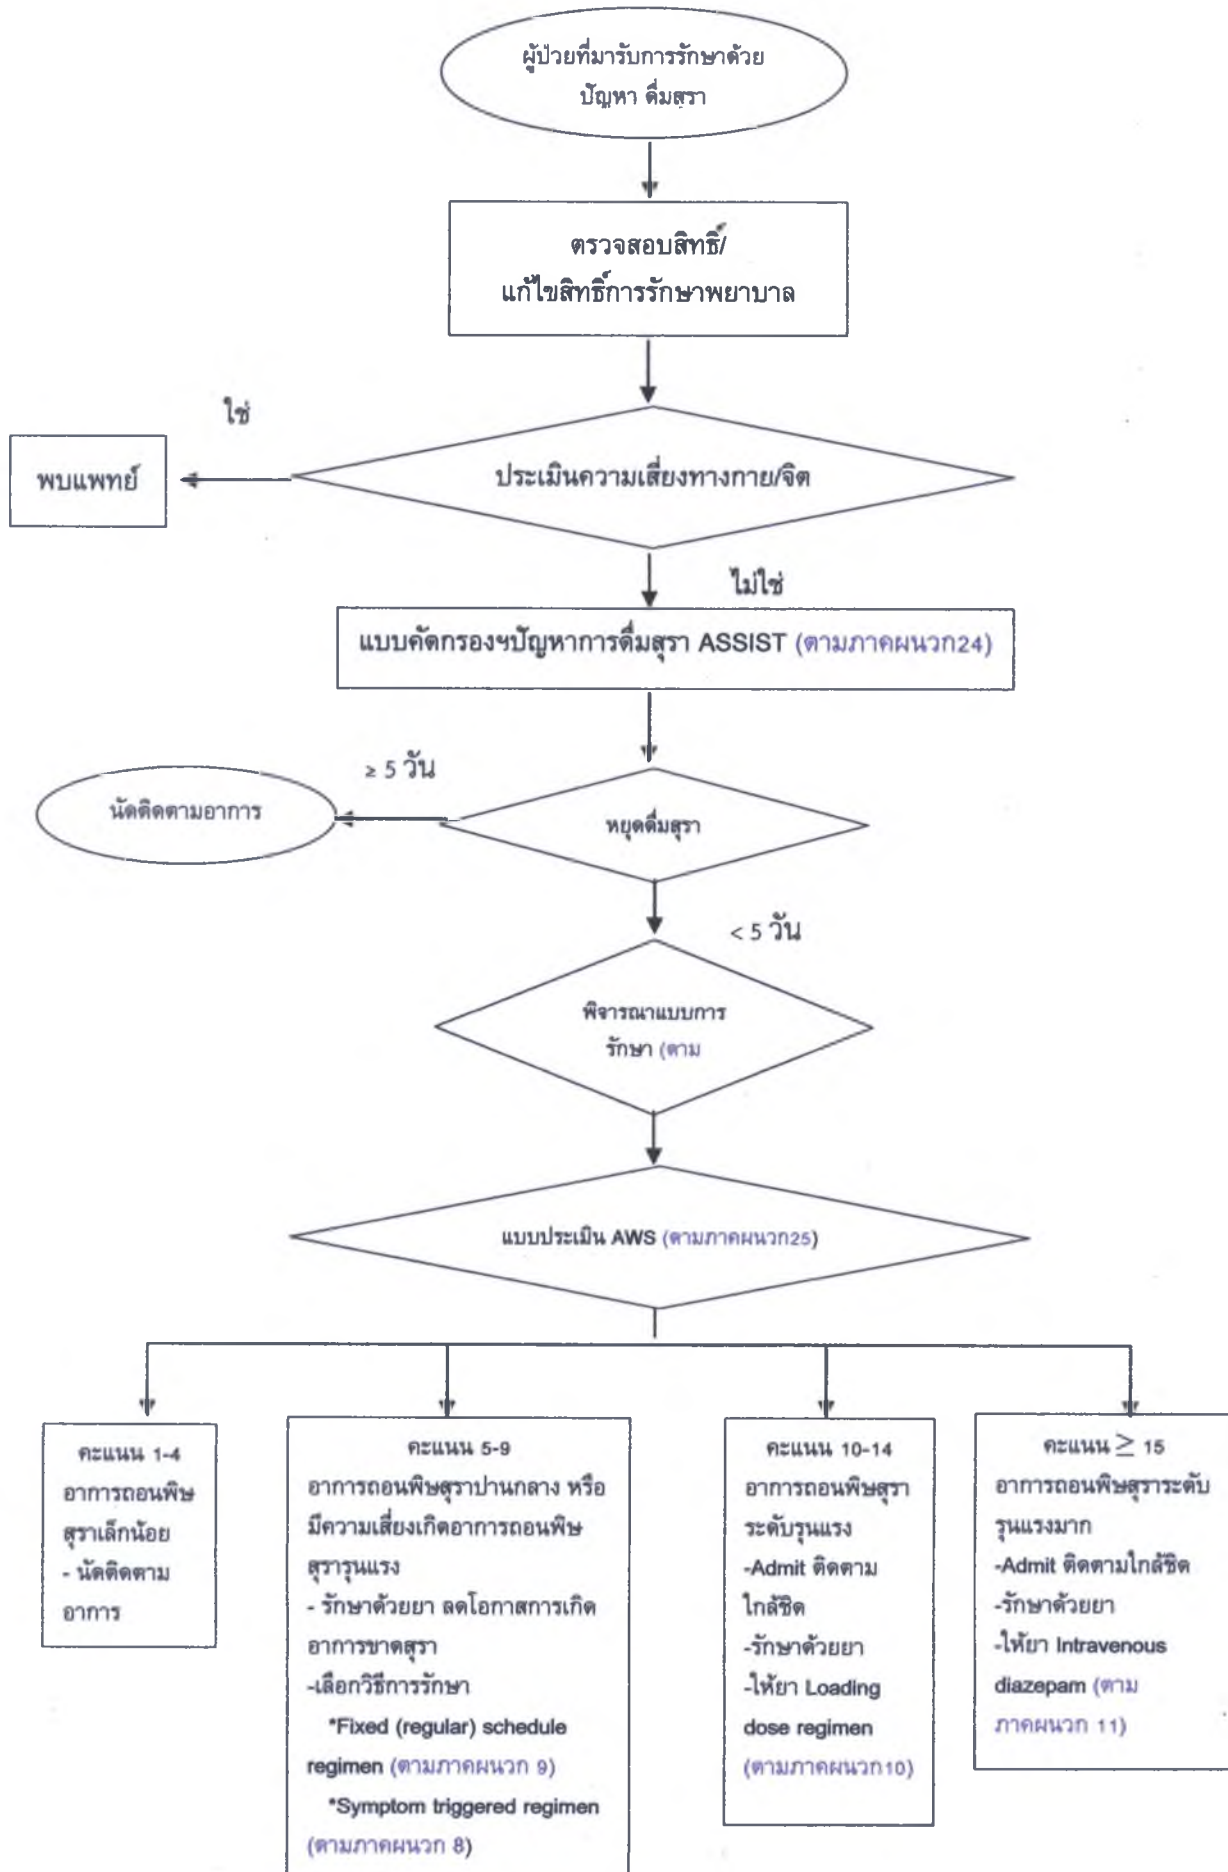 ผู้ป่วยที่มารับการรักษาด้วย
ปัญหา ดื่มสุรา
ตรวจสอบสิทธิ์/
แก้ไขสิทธิ์การรักษาพยาบาล
ใช่
พบแพทย์
ประเมินความเสี่ยงทางกาย/จิต
ไม่ใช่
แบบคัดกรองฯปัญหาการดื่มสุรา ASSIST (ตามภาคผนวก24)
≥ 5 วัน
นัดติดตามอาการ
หยุดดื่มสุรา
< 5 วัน
พิจารณาแบบการ
รักษา (ตาม
แบบประเมิน AWS (ตามภาคผนวก25)
คะแนน 1-4
อาการถอนพิษ
สุราเล็กน้อย
- นัดติดตาม
อาการ
คะแนน 5-9
อาการถอนพิษสุราปานกลาง หรือ
มีความเสี่ยงเกิดอาการถอนพิษ
สุรารุนแรง
- รักษาด้วยยา ลดโอกาสการเกิด
อาการขาดสุรา
-เลือกวิธีการรักษา
*Fixed (regular) schedule
regimen (ตามภาคผนวก 9)
*Symptom triggered regimen
(ตามภาคผนวก 8)
คะแนน 10-14
อาการถอนพิษสุรา
ระดับรุนแรง
-Admit ติดตาม
ใกล้ชิด
-รักษาด้วยยา
-ให้ยา Loading
dose regimen
(ตามภาคผนวก10)
คะแนน ≥ 15
อาการถอนพิษสุราระดับ
รุนแรงมาก
-Admit ติดตามใกล้ชิด
-รักษาด้วยยา
-ให้ยา Intravenous
diazepam (ตาม
ภาคผนวก 11)